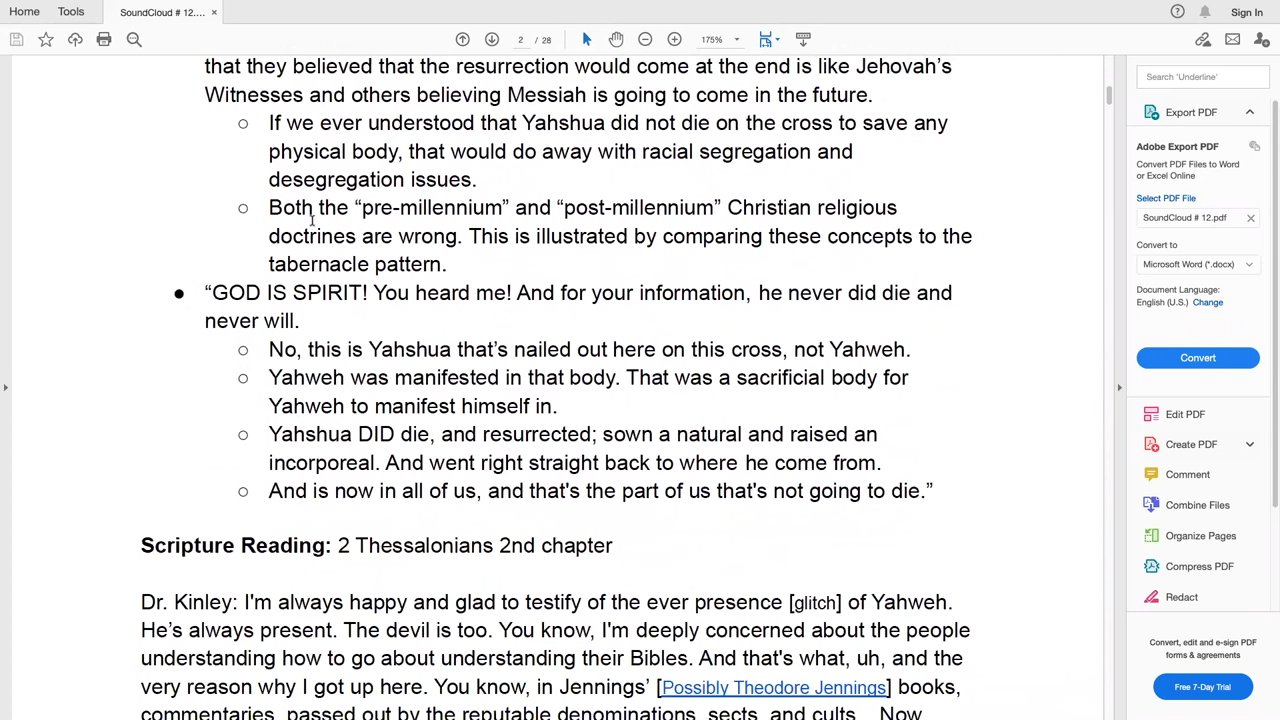 Home
Tools
SoundCloud # 12.... ×
Sign In
2 / 28
175%
that they believed that the resurrection would come at the end is like Jehovah's
Witnesses and others believing Messiah is going to come in the future.
○ If we ever understood that Yahshua did not die on the cross to save any
physical body, that would do away with racial segregation and
desegregation issues.
○ Both the “pre-millennium” and “post-millennium” Christian religious
doctrines are wrong. This is illustrated by comparing these concepts to the
tabernacle pattern.
● “GOD IS SPIRIT! You heard me! And for your information, he never did die and
never will.
○ No, this is Yahshua that’s nailed out here on this cross, not Yahweh.
○ Yahweh was manifested in that body. That was a sacrificial body for
Yahweh to manifest himself in.
○ Yahshua DID die, and resurrected; sown a natural and raised an
incorporeal. And went right straight back to where he come from.
○ And is now in all of us, and that's the part of us that's not going to die.”
Scripture Reading: 2 Thessalonians 2nd chapter
Dr. Kinley: I'm always happy and glad to testify of the ever presence [glitch] of Yahweh.
He’s always present. The devil is too. You know, I'm deeply concerned about the people
understanding how to go about understanding their Bibles. And that's what, uh, and the
very reason why I got up here. You know, in Jennings’ [Possibly Theodore Jennings] books,
commentaries, passed out by the reputable denominations, sects, and cults... Now
Search 'Underline'
Export PDF
Adobe Export PDF
Convert PDF Files to Word
or Excel Online
Select PDF File
SoundCloud # 12.pdf ×
Convert to
Microsoft Word (*.docx)
Document Language:
English (U.S.) Change
Convert
Edit PDF
Create PDF
Comment
Combine Files
Organize Pages
Compress PDF
Redact
Convert, edit and e-sign PDF
forms & agreements
Free 7-Day Trial